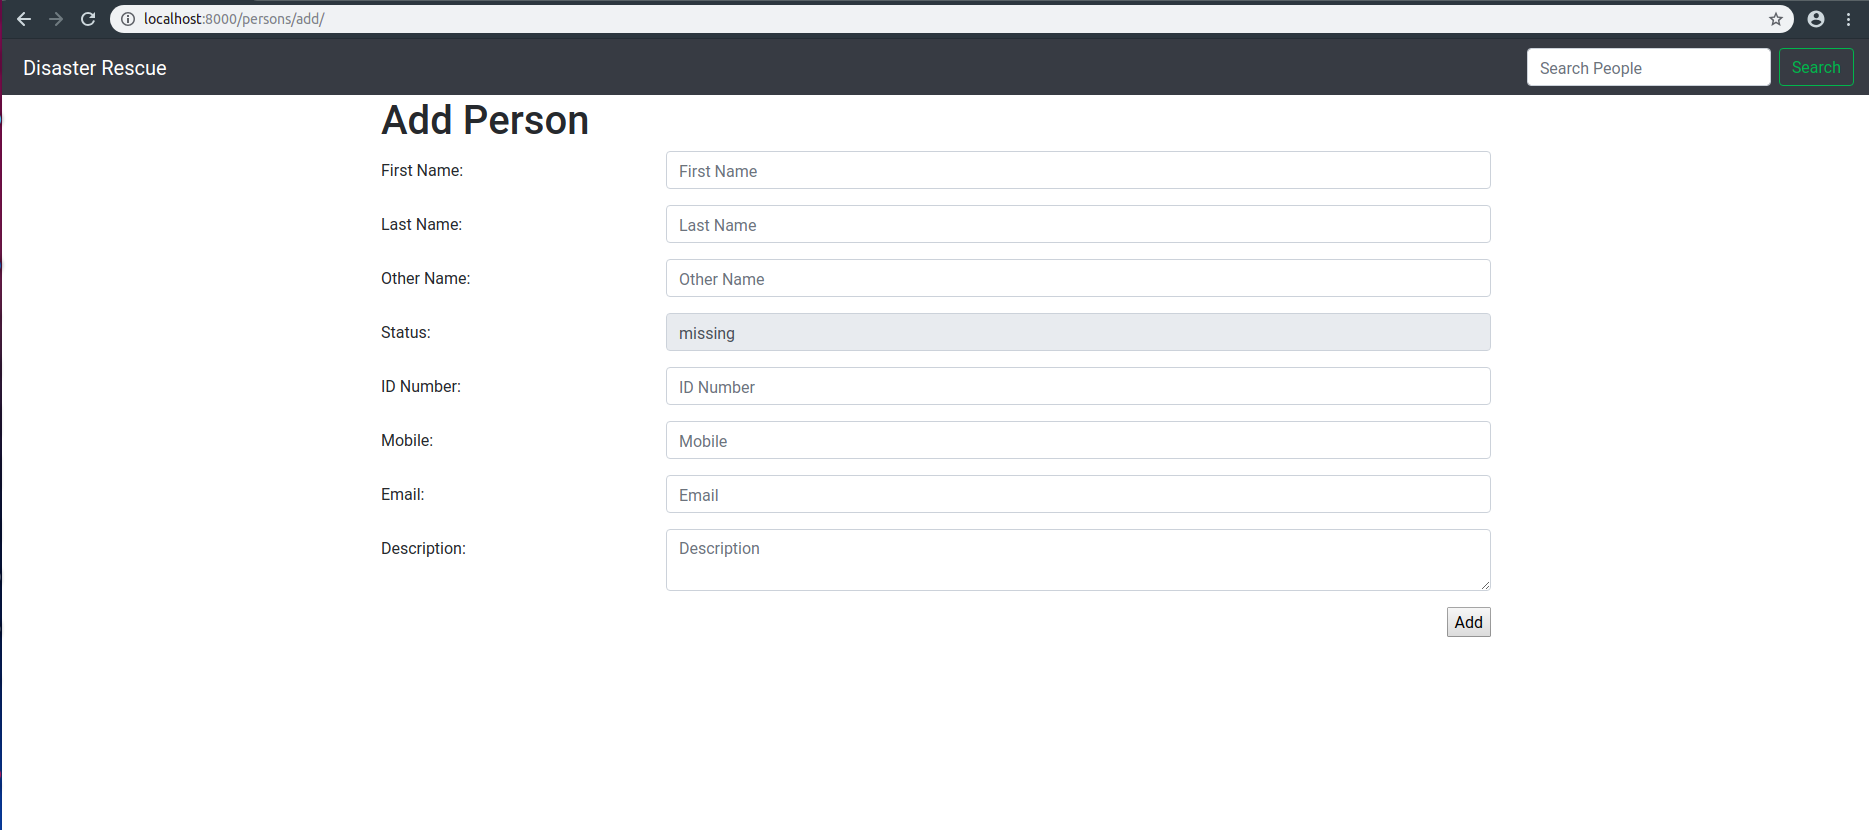 localhost:8000/persons/add/
Disaster Rescue
Search People
Search
Add Person
First Name:
First Name
Last Name:
Last Name
Other Name:
Other Name
Status:
missing
ID Number:
ID Number
Mobile:
Mobile
Email:
Email
Description:
Description
Add